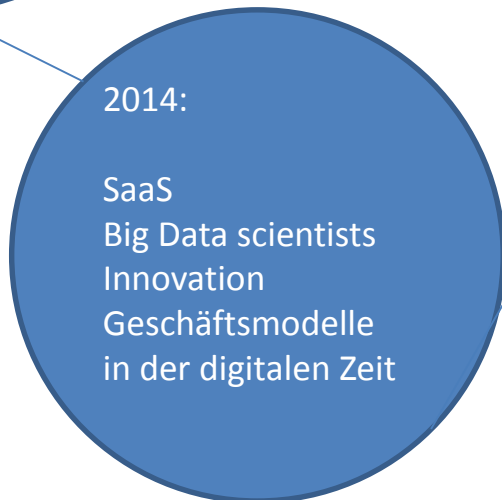 2014:
SaaS
Big Data scientists
Innovation
Geschäftsmodelle
in der digitalen Zeit